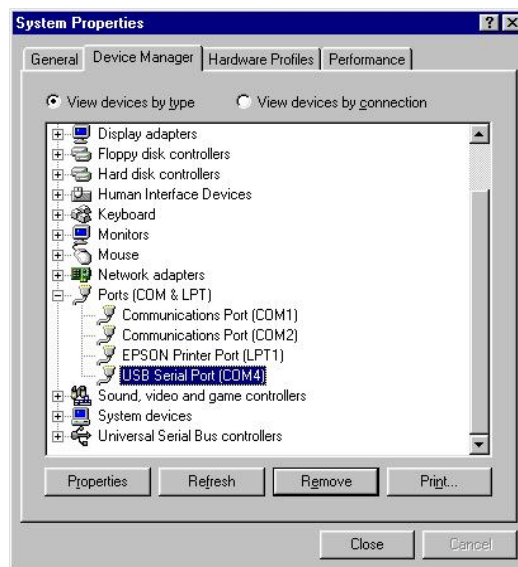 System Properties
General Device Manager Hardware Profiles Performance
View devices by type View devices by connection
Display adapters
Floppy disk controllers
Hard disk controllers
Human Interface Devices
Keyboard
Monitors
Mouse
Network adapters
Ports (COM & LPT)
Communications Port (COM1)
Communications Port (COM2)
EPSON Printer Port (LPT1)
USB Serial Port (COM4)
Sound, video and game controllers
System devices
Universal Serial Bus controllers
Properties Refresh Remove Print...
Close Cancel